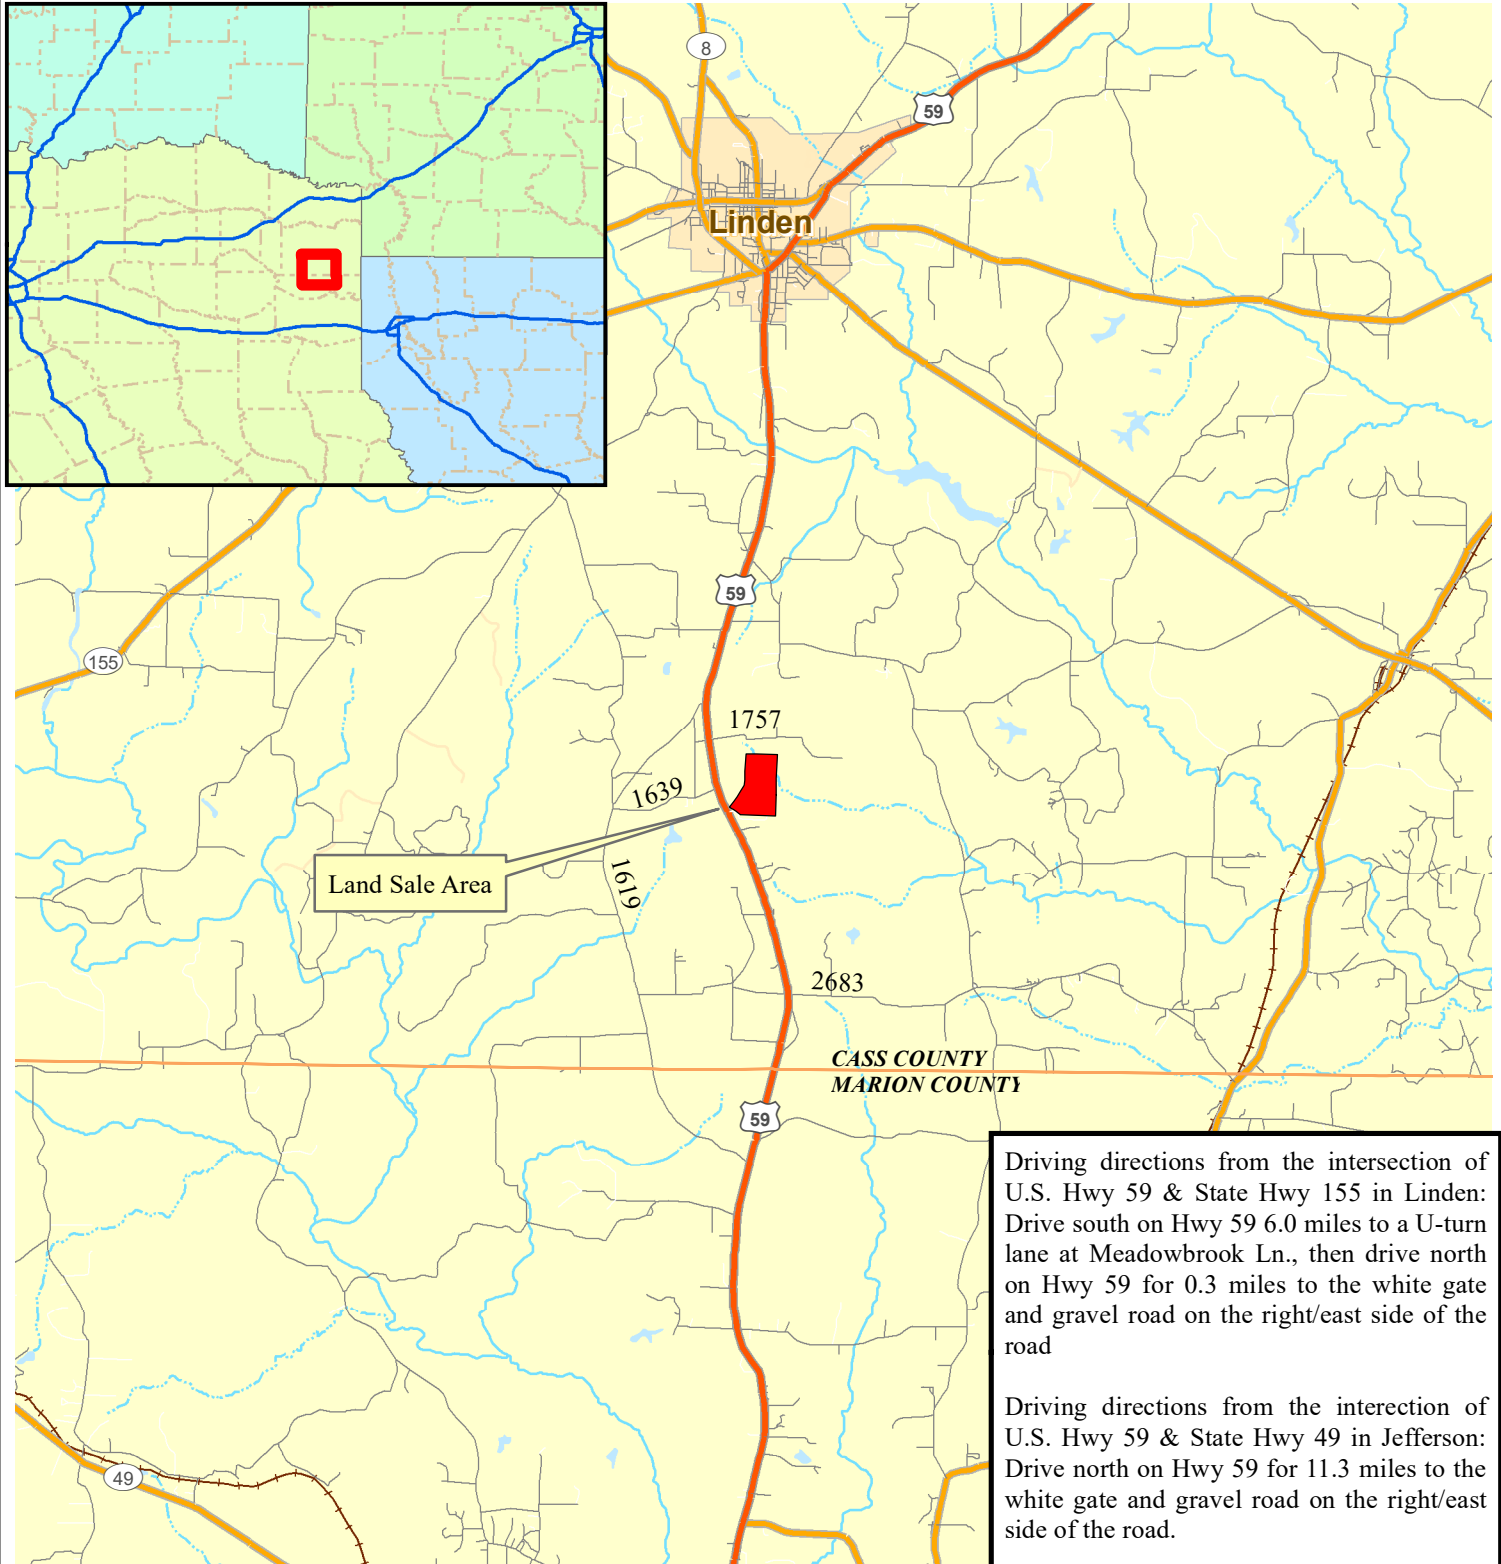 8
59
Linden
59
155
1757
1639
Land Sale Area
1619
2683
CASS COUNTY
MARION COUNTY
59
49
Driving directions from the intersection of
U.S. Hwy 59 & State Hwy 155 in Linden:
Drive south on Hwy 59 6.0 miles to a U-turn
lane at Meadowbrook Ln., then drive north
on Hwy 59 for 0.3 miles to the white gate
and gravel road on the right/east side of the
road
Driving directions from the interection of
U.S. Hwy 59 & State Hwy 49 in Jefferson:
Drive north on Hwy 59 for 11.3 miles to the
white gate and gravel road on the right/east
side of the road.